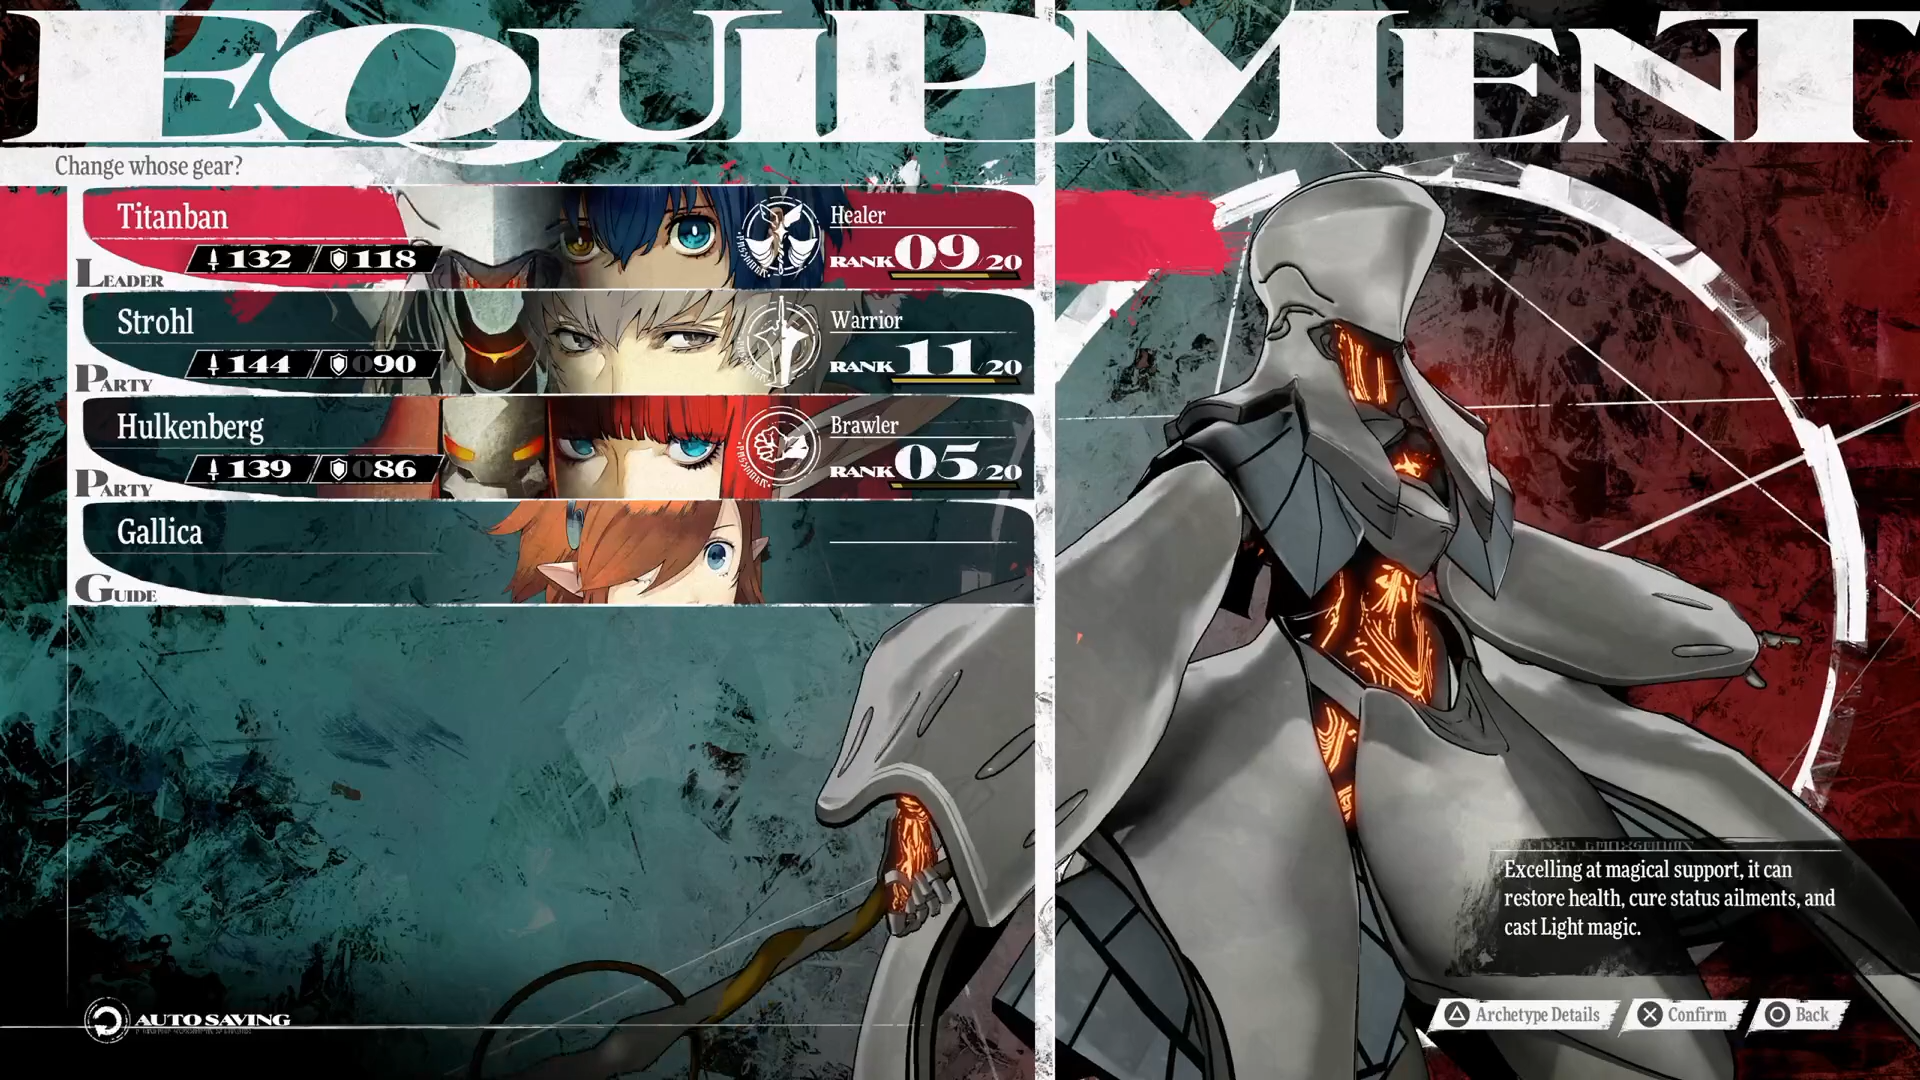 EQUIPMENT
Change whose gear?
Titanban
132 118
LEADER
Healer
RANK 09/20
Strohl
144 090
PARTY
Warrior
RANK 11/20
Hulkenberg
139 086
PARTY
Brawler
RANK 05/20
Gallica
GUIDE
Excelling at magical support, it can
restore health, cure status ailments, and
cast Light magic.
AUTO SAVING
Archetype Details Confirm Back